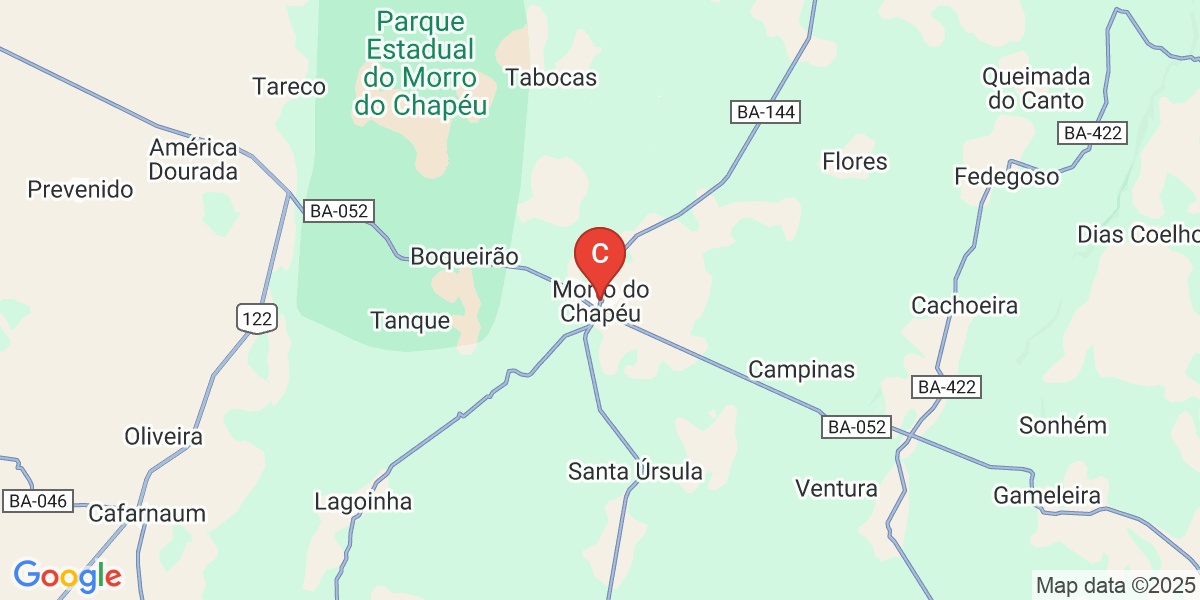 Parque
Estadual
do Morro
do Chapéu
Tabocas
Tareco
Queimada
do Canto
BA-144
BA-422
América
Dourada
Flores
Fedegoso
Prevenido
BA-052
Dias Coelho
Boqueirão
C
Morro do
Chapéu
Cachoeira
122
Tanque
Campinas
BA-422
BA-052
Sonhém
Oliveira
Santa Úrsula
Ventura
Gameleira
BA-046
Lagoinha
Cafarnaum
Google
Map data ©2025